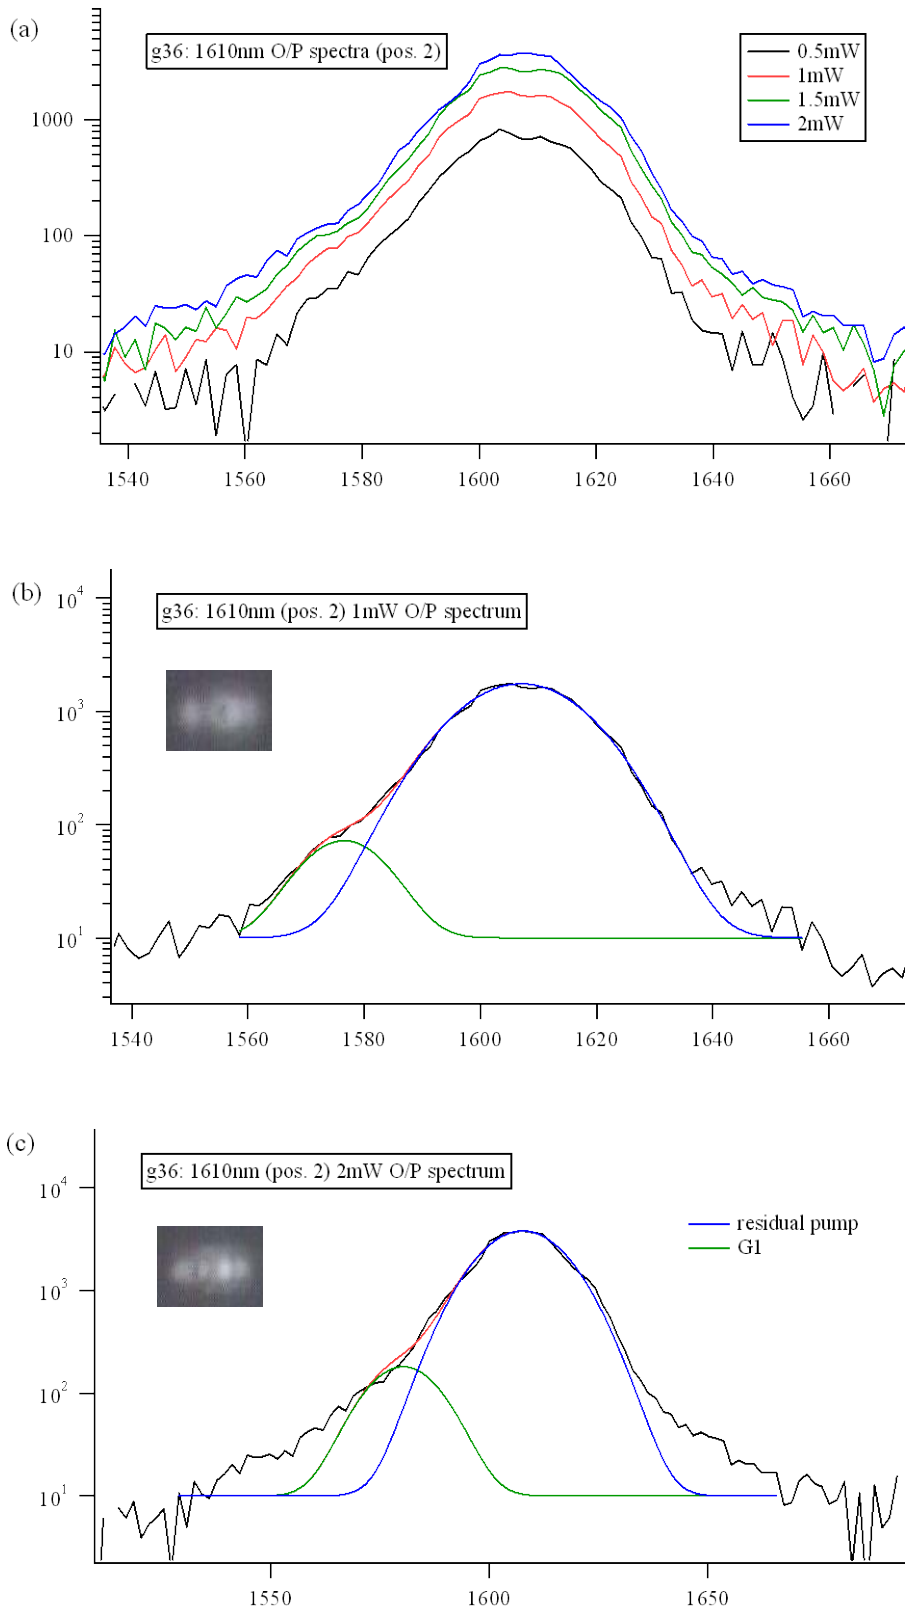 (a)
g36: 1610nm O/P spectra (pos. 2)
0.5mW
1mW
1.5mW
2mW
1000
100
10
1540 1560 1580 1600 1620 1640 1660
(b)
g36: 1610nm (pos. 2) 1mW O/P spectrum
10^4
10^3
10^2
10^1
1540 1560 1580 1600 1620 1640 1660
(c)
g36: 1610nm (pos. 2) 2mW O/P spectrum
residual pump
G1
10^4
10^3
10^2
10^1
1550 1600 1650